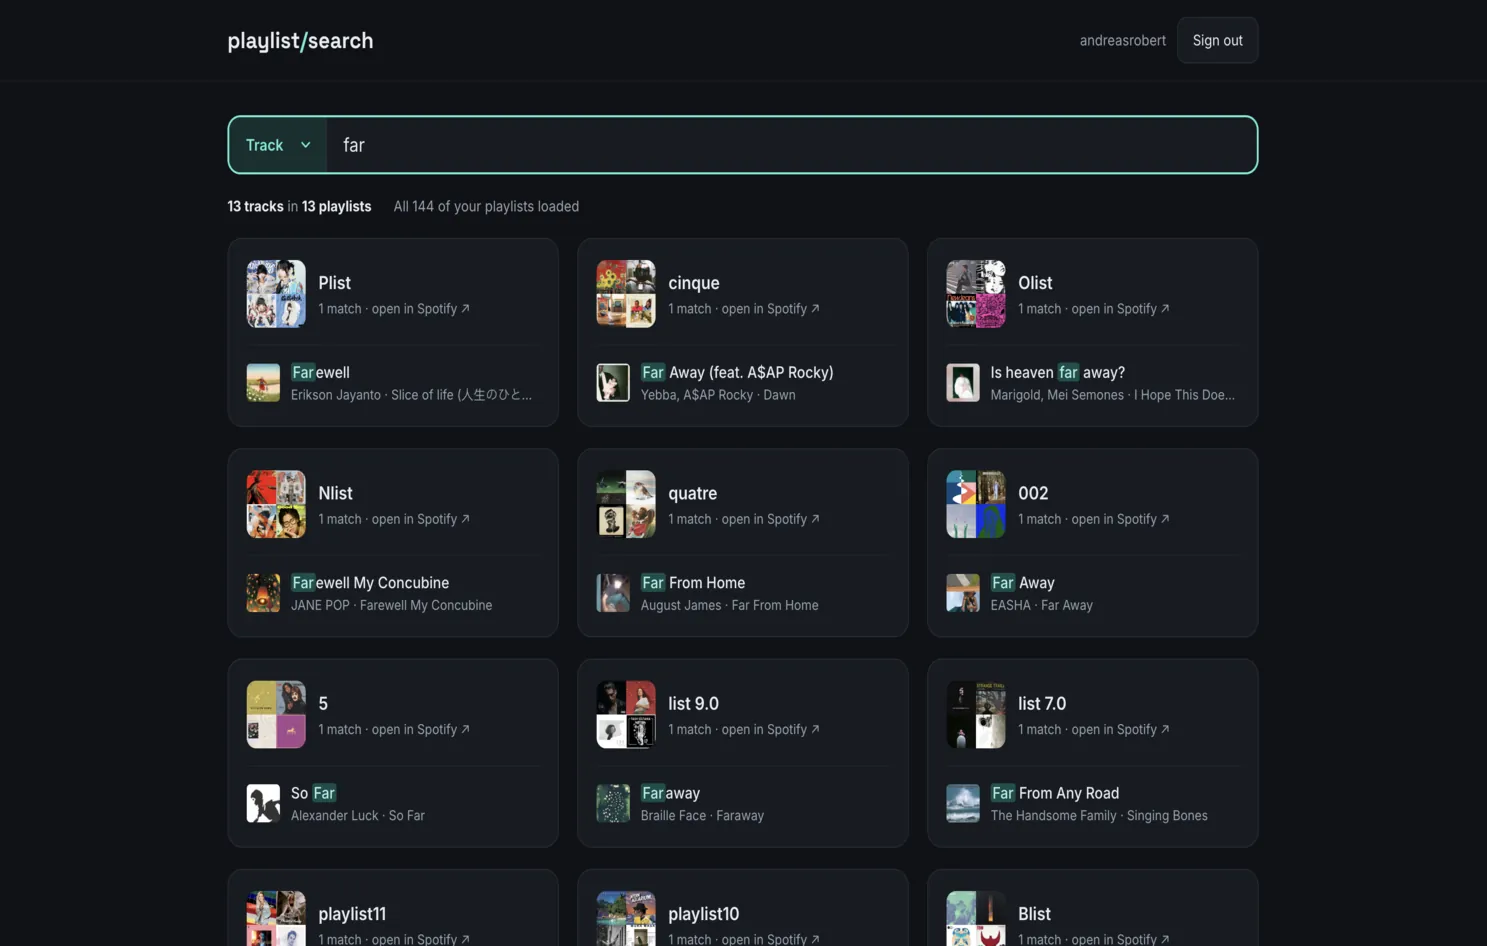 playlist/search
andreasrobert
Sign out
Track
far
13 tracks in 13 playlists
All 144 of your playlists loaded
Plist
1 match · open in Spotify ↗
Farewell
Erikson Jayanto · Slice of life (人生のひと...
cinque
1 match · open in Spotify ↗
Far Away (feat. A$AP Rocky)
Yebba, A$AP Rocky · Dawn
Olist
1 match · open in Spotify ↗
Is heaven far away?
Marigold, Mei Semones · I Hope This Doe...
Nlist
1 match · open in Spotify ↗
Farewell My Concubine
JANE POP · Farewell My Concubine
quatre
1 match · open in Spotify ↗
Far From Home
August James · Far From Home
002
1 match · open in Spotify ↗
Far Away
EASHA · Far Away
5
1 match · open in Spotify ↗
So Far
Alexander Luck · So Far
list 9.0
1 match · open in Spotify ↗
Faraway
Braille Face · Faraway
list 7.0
1 match · open in Spotify ↗
Far From Any Road
The Handsome Family · Singing Bones
playlist11
1 match · open in Spotify ↗
playlist10
1 match · open in Spotify ↗
Blist
1 match · open in Spotify ↗